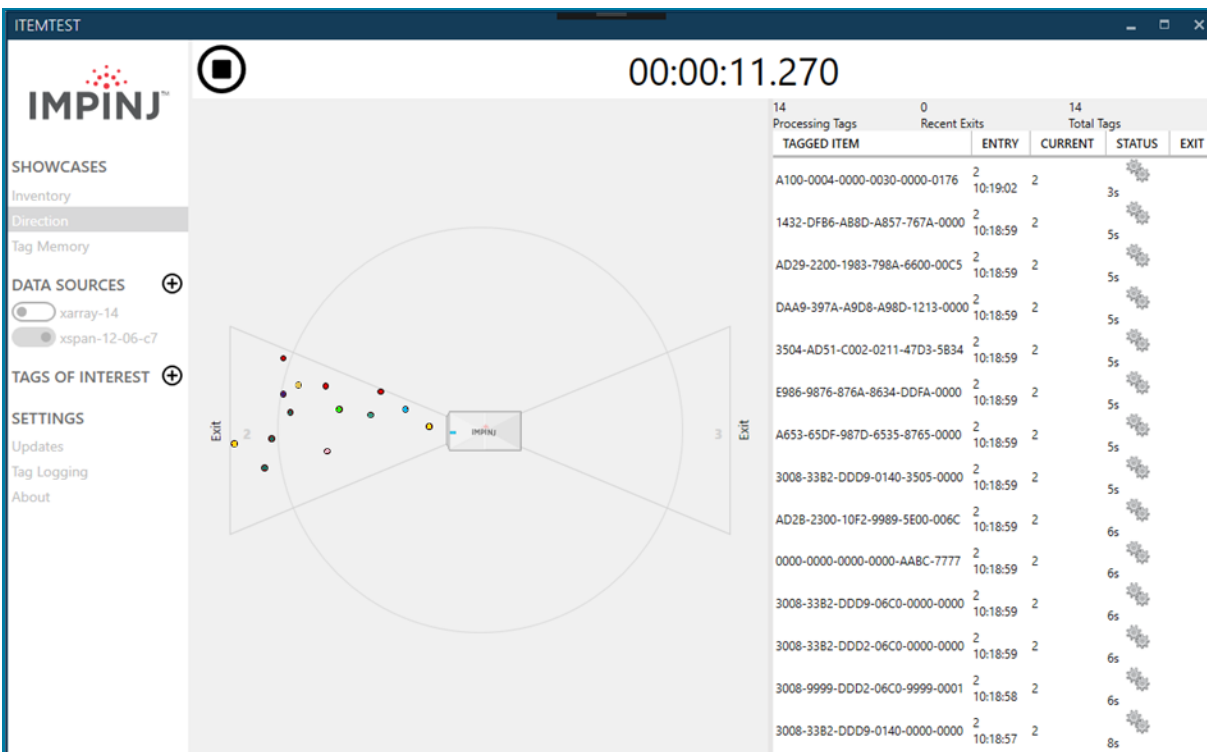 ITEMTEST
IMPINJ™
00:00:11.270
SHOWCASES
Inventory
Direction
Tag Memory
DATA SOURCES
xarray-14
xspan-12-06-c7
TAGS OF INTEREST
SETTINGS
Updates
Tag Logging
About
Exit
2
IMPINJ
3
Exit
14 0 14
Processing Tags Recent Exits Total Tags
TAGGED ITEM ENTRY CURRENT STATUS EXIT
A100-0004-0000-0030-0000-0176 2 10:19:02 2 3s
1432-DFB6-AB8D-A857-767A-0000 2 10:18:59 2 5s
AD29-2200-1983-798A-6600-00C5 2 10:18:59 2 5s
DAA9-397A-A9D8-A98D-1213-0000 2 10:18:59 2 5s
3504-AD51-C002-0211-47D3-5B34 2 10:18:59 2 5s
E986-9876-876A-8634-DDFA-0000 2 10:18:59 2 5s
A653-65DF-987D-6535-8765-0000 2 10:18:59 2 5s
3008-33B2-DDD9-0140-3505-0000 2 10:18:59 2 5s
AD2B-2300-10F2-9989-5E00-006C 2 10:18:59 2 6s
0000-0000-0000-0000-AABC-7777 2 10:18:59 2 6s
3008-33B2-DDD9-06C0-0000-0000 2 10:18:59 2 6s
3008-33B2-DDD2-06C0-0000-0000 2 10:18:59 2 6s
3008-9999-DDD2-06C0-9999-0001 2 10:18:58 2 6s
3008-33B2-DDD9-0140-0000-0000 2 10:18:57 2 8s